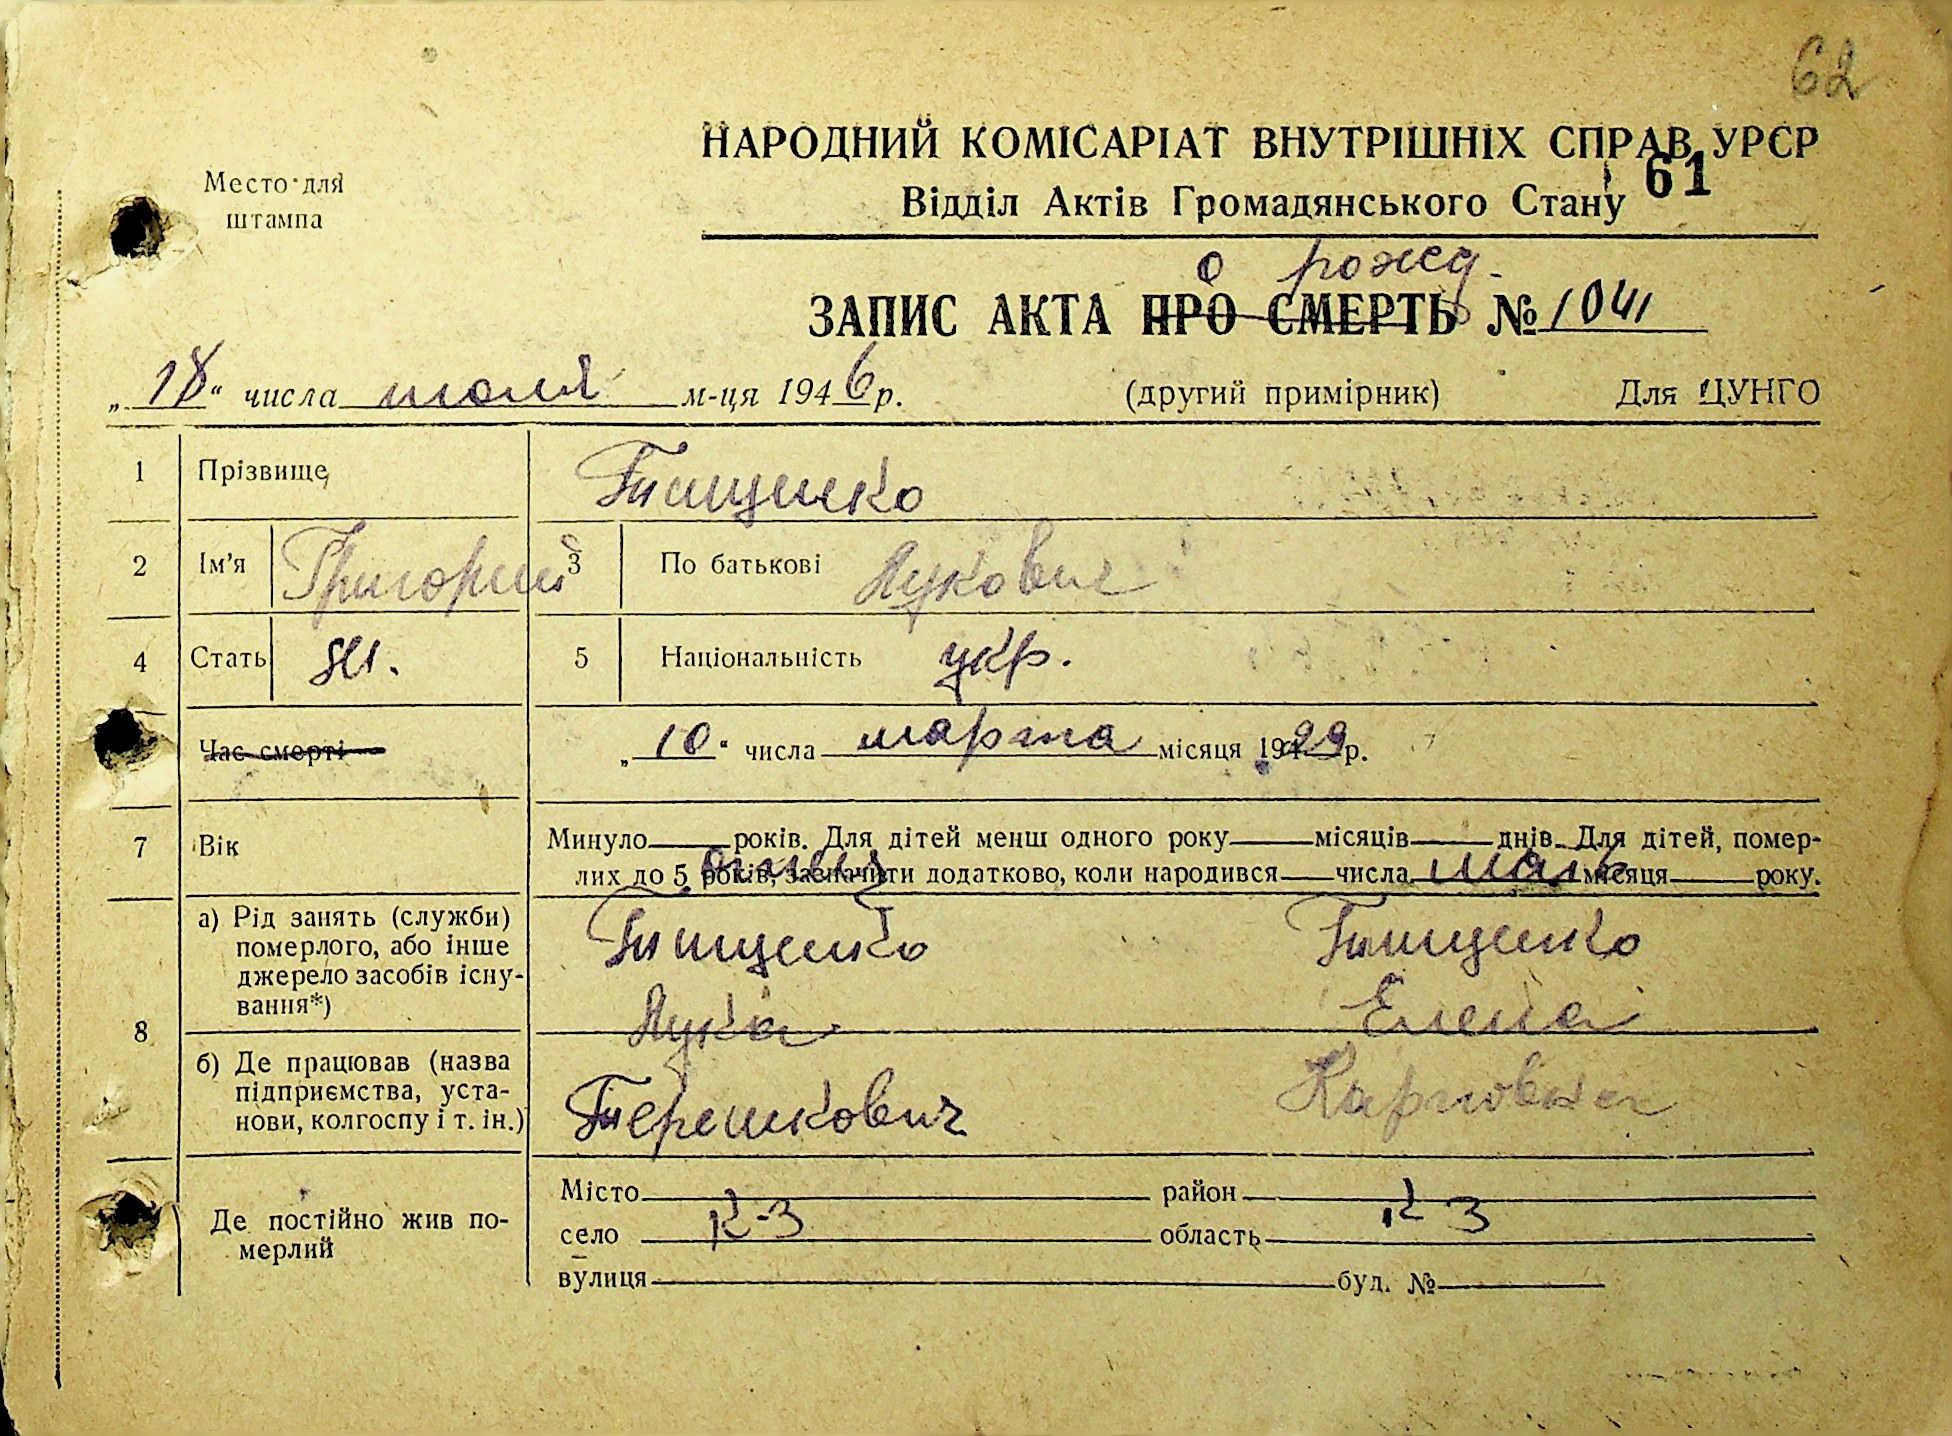 62
НАРОДНИЙ КОМІСАРІАТ ВНУТРІШНІХ СПРАВ УРСР
61
Место для
штампа
Відділ Актів Громадянського Стану
о рожд.
ЗАПИС АКТА ПРО СМЕРТЬ № 1041
„18“ числа июля м-ця 1946 р. (другий примірник) Для ЦУНГО
1 Прізвище Тищенко
2 Ім'я Григорий 3 По батькові Лукович
4 Стать м. 5 Національність укр.
Час смерті „10“ числа марта місяця 1929 р.
7 Вік Минуло років. Для дітей менш одного року місяців днів. Для дітей, помер-
лих до 5 років, зазначити додатково, коли народився числа місяця року.
отец мать
8 а) Рід занять (служби)
померлого, або інше
джерело засобів існу-
вання*)
Тищенко Тищенко
Лука Елена
б) Де працював (назва
підприємства, уста-
нови, колгоспу і т. ін.)
Терешкович Карповна
Де постійно жив по-
мерлий
Місто район
К-З К З
село область
вулиця буд. №